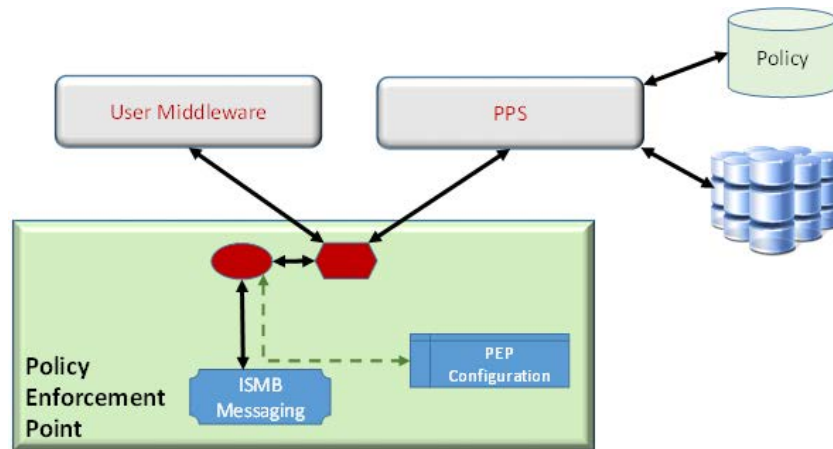 Policy
User Middleware
PPS
PEP
Configuration
Policy
Enforcement
Point
ISMB
Messaging